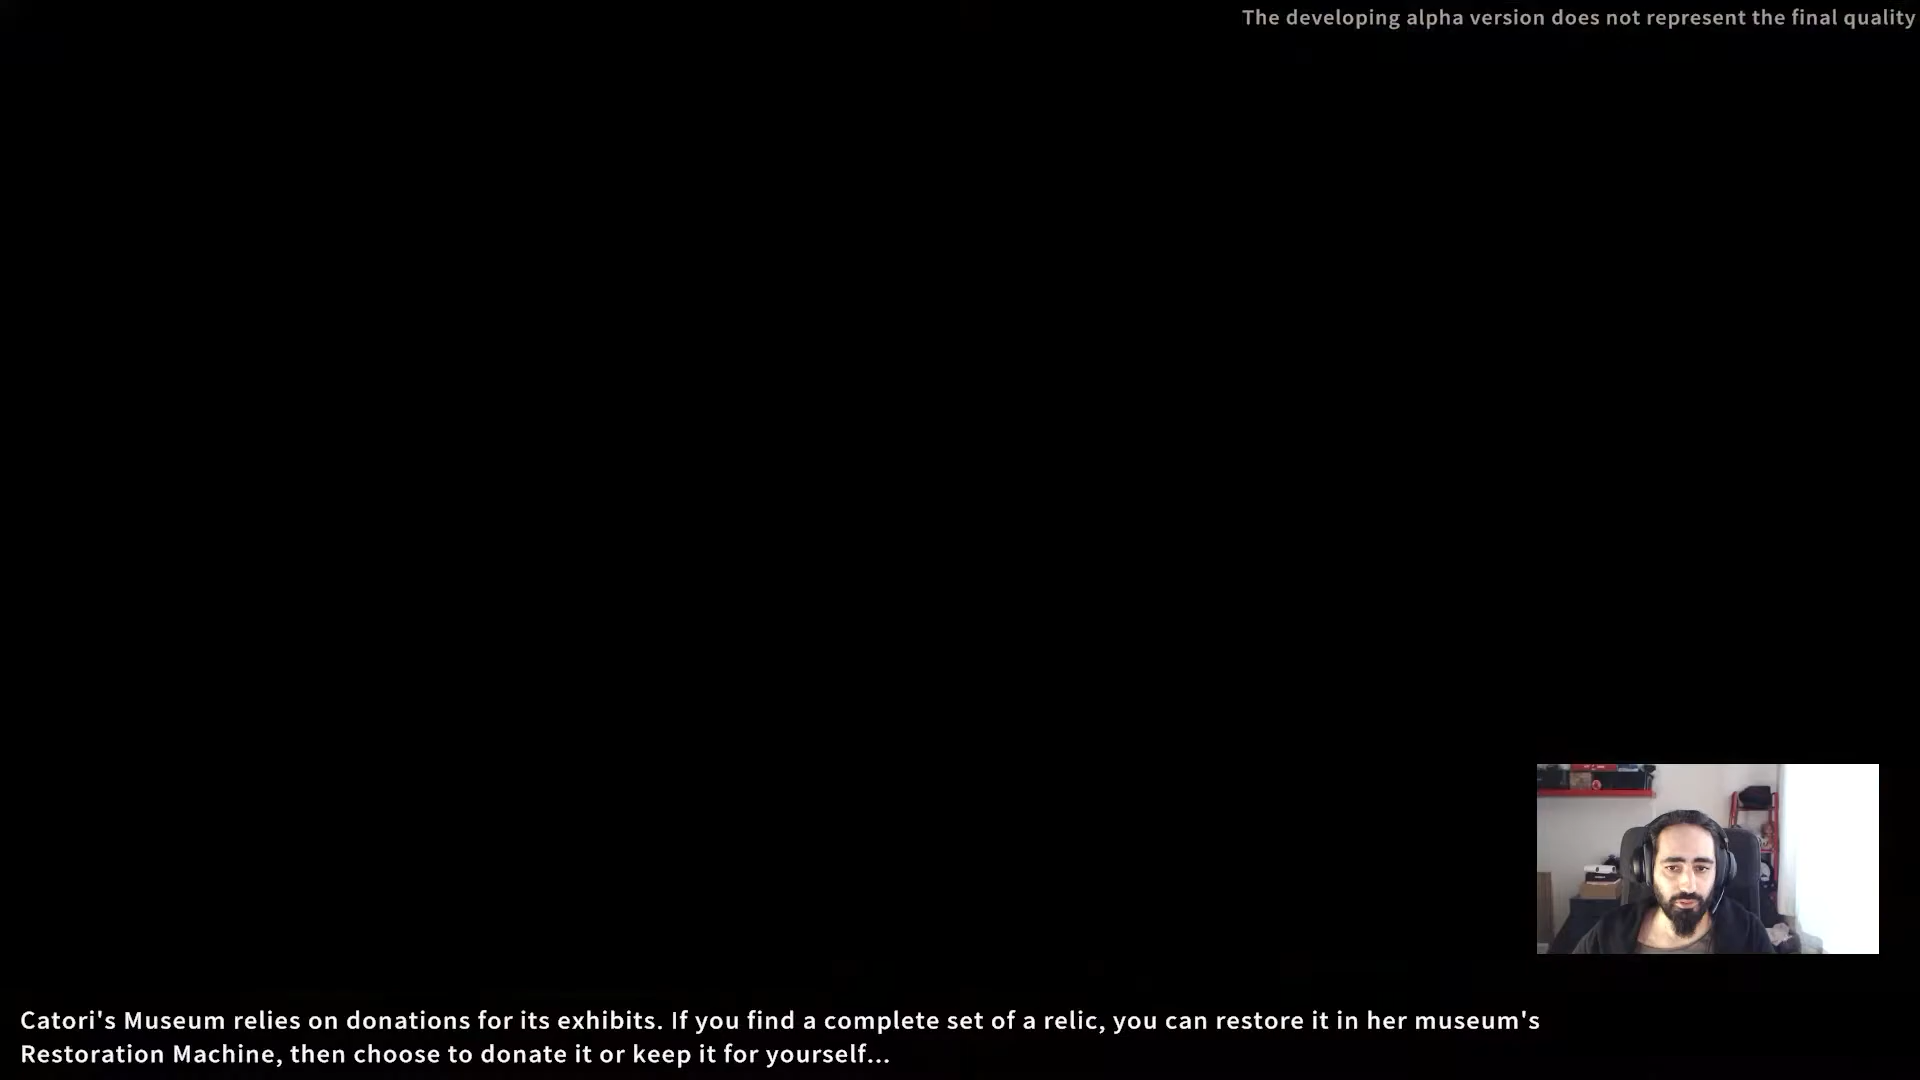 The developing alpha version does not represent the final quality
Catori's Museum relies on donations for its exhibits. If you find a complete set of a relic, you can restore it in her museum's
Restoration Machine, then choose to donate it or keep it for yourself...